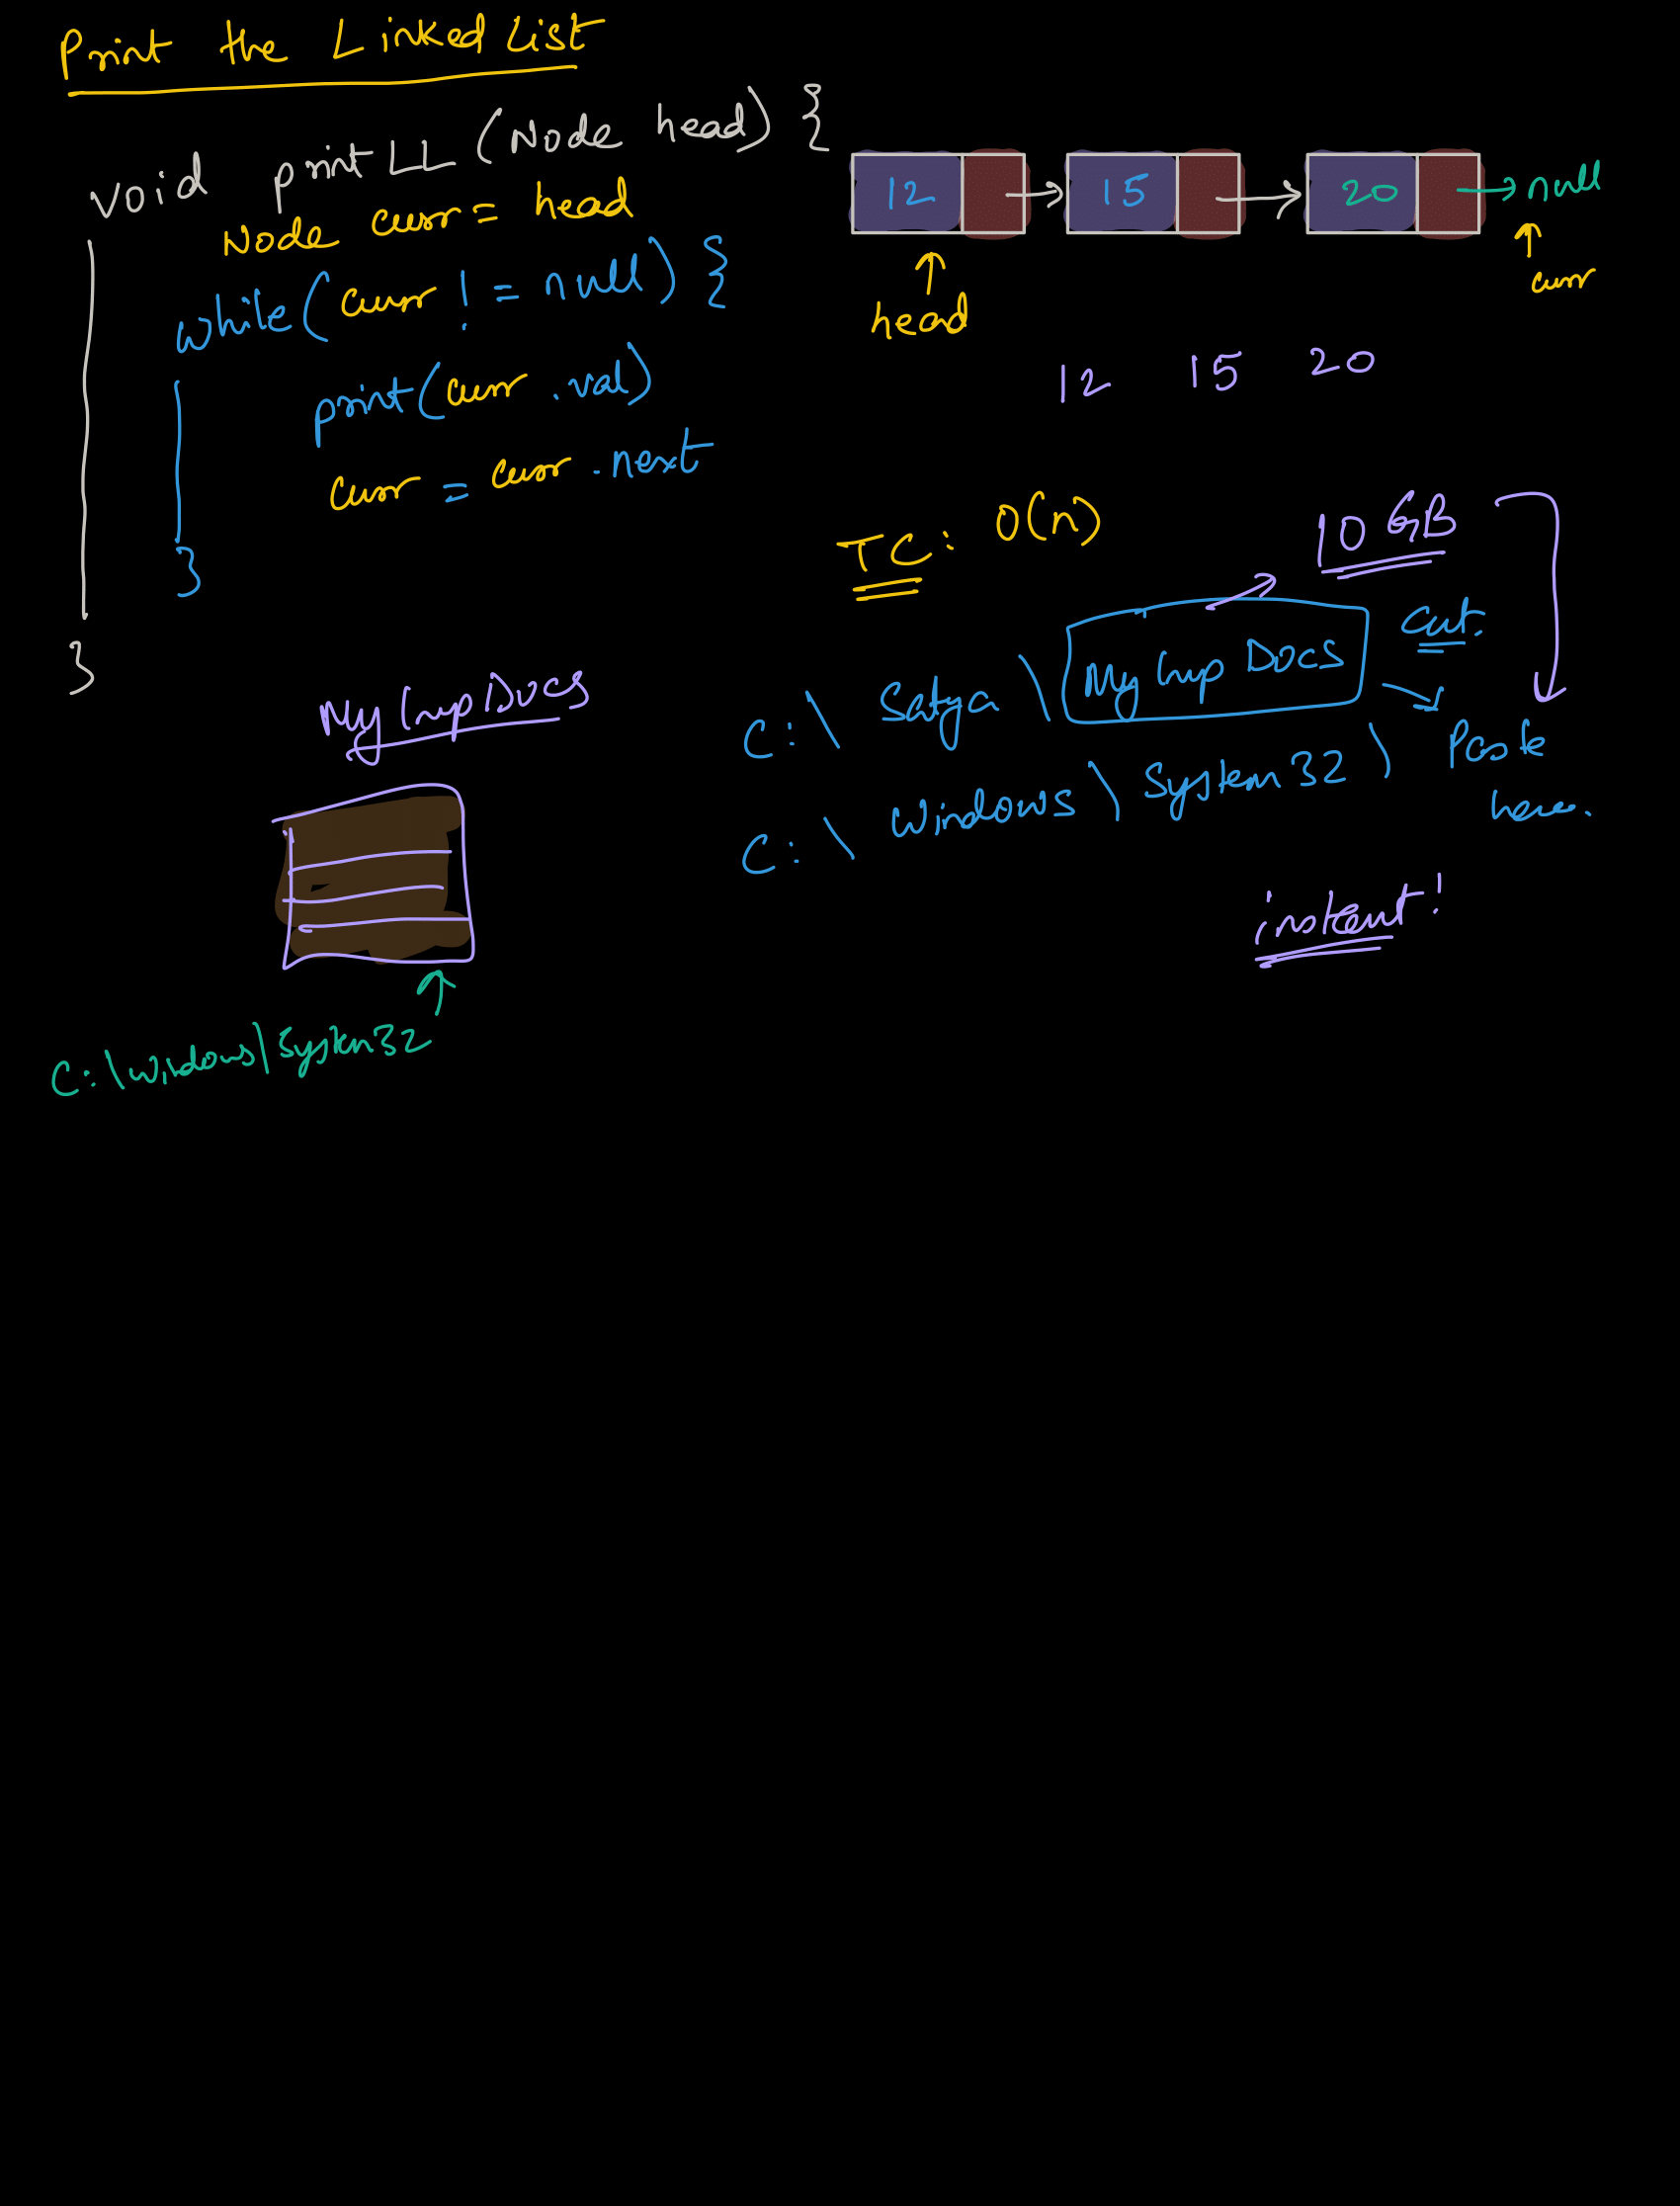 Print the Linked List
void printLL (Node head) {
Node curr = head
while (curr != null) {
print(curr .val)
curr = curr .next
}
}
12 15 20 null
head
curr
12 15 20
TC: O(n)
10 GB
C:\ Satya \ My Imp Docs Cut.
C:\ Windows \ System 32 \ Paste
here.
instant!
My Imp Docs
C:\windows\System32